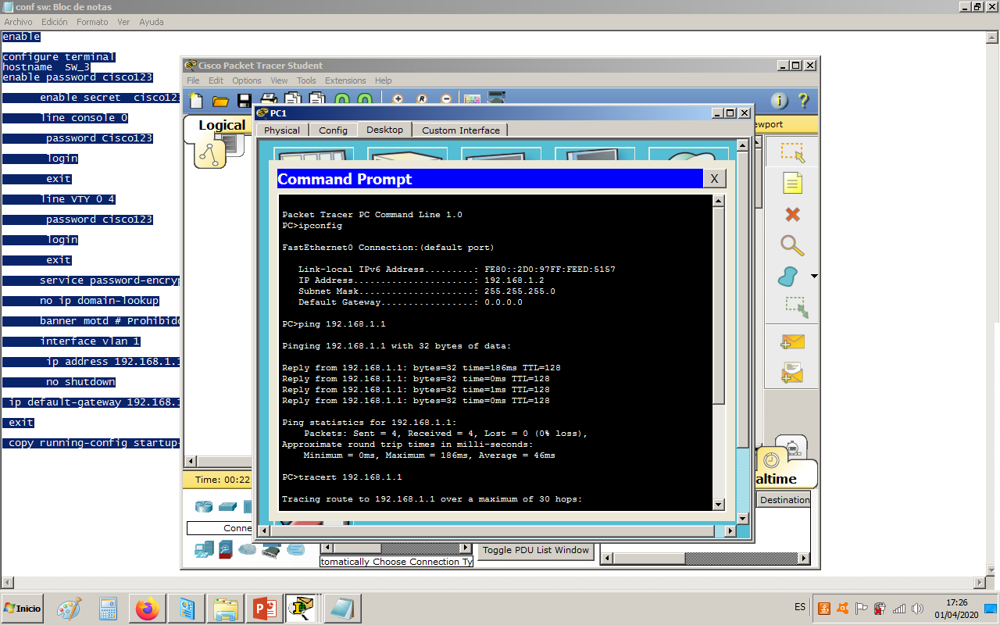 conf sw: Bloc de notas
Archivo Edición Formato Ver Ayuda
enable
configure terminal
hostname SW_3
enable password cisco123
enable secret cisco123
line console 0
password cisco123
login
exit
line VTY 0 4
password cisco123
login
exit
service password-encryp
no ip domain-lookup
banner motd # Prohibido
interface vlan 1
ip address 192.168.1.1
no shutdown
ip default-gateway 192.168.1
exit
copy running-config startup-
Cisco Packet Tracer Student
File Edit Options View Tools Extensions Help
Logical
ewport
PC1
Physical Config Desktop Custom Interface
Command Prompt
X
Packet Tracer PC Command Line 1.0
PC>ipconfig
FastEthernet0 Connection:(default port)
Link-local IPv6 Address.........: FE80::2D0:97FF:FEED:5157
IP Address......................: 192.168.1.2
Subnet Mask.....................: 255.255.255.0
Default Gateway.................: 0.0.0.0
PC>ping 192.168.1.1
Pinging 192.168.1.1 with 32 bytes of data:
Reply from 192.168.1.1: bytes=32 time=186ms TTL=128
Reply from 192.168.1.1: bytes=32 time=0ms TTL=128
Reply from 192.168.1.1: bytes=32 time=1ms TTL=128
Reply from 192.168.1.1: bytes=32 time=0ms TTL=128
Ping statistics for 192.168.1.1:
Packets: Sent = 4, Received = 4, Lost = 0 (0% loss),
Approximate round trip times in milli-seconds:
Minimum = 0ms, Maximum = 186ms, Average = 46ms
PC>tracert 192.168.1.1
Tracing route to 192.168.1.1 over a maximum of 30 hops:
Time: 00:22
altime
Destination
Conne
Toggle PDU List Window
tomatically Choose Connection Ty
Inicio
ES
17:26
01/04/2020